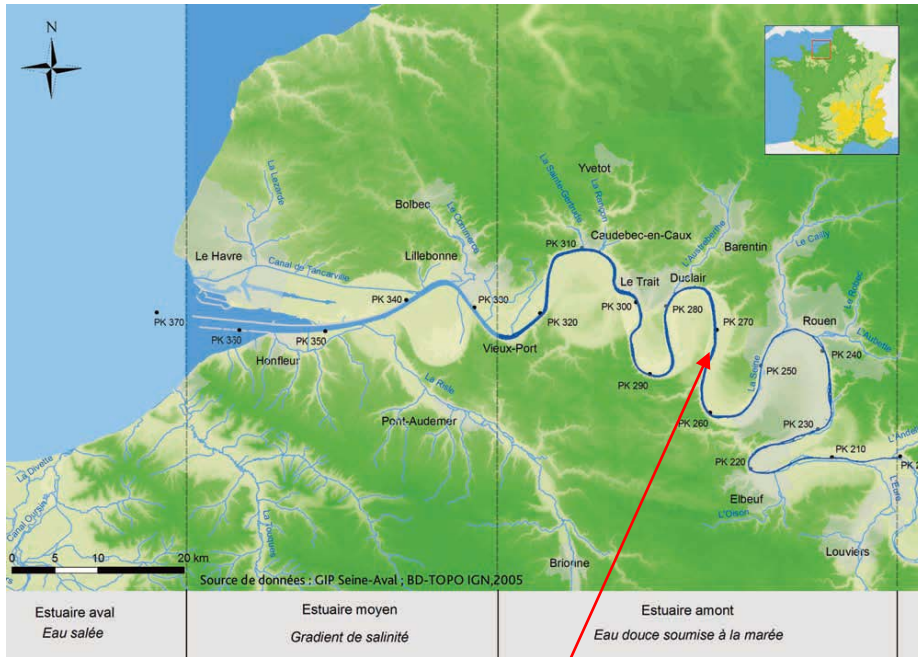 N
Yvetot
La Sainte-Gertrude
La Rançon
La Lézarde
Bolbec
La Commerce
Caudebec-en-Caux
L'Austreberthe
Barentin
Le Cailly
PK 310
Le Havre
Lillebonne
Canal de Tancarville
Le Trait
Duclair
Le Robec
PK 340
PK 330
PK 300
PK 280
PK 370
PK 320
PK 270
Rouen
L'Aubette
PK 360
PK 350
Vieux-Port
PK 240
Honfleur
La Seine
PK 250
PK 290
La Risle
PK 260
Pont-Audemer
PK 230
PK 210
PK 220
La Divette
Elbeuf
L'Oison
L'Eure
Canal Oursin
La Touques
Louviers
0 5 10 20 km
Brionne
Source de données : GIP Seine-Aval ; BD-TOPO IGN,2005
Estuaire aval
Eau salée
Estuaire moyen
Gradient de salinité
Estuaire amont
Eau douce soumise à la marée